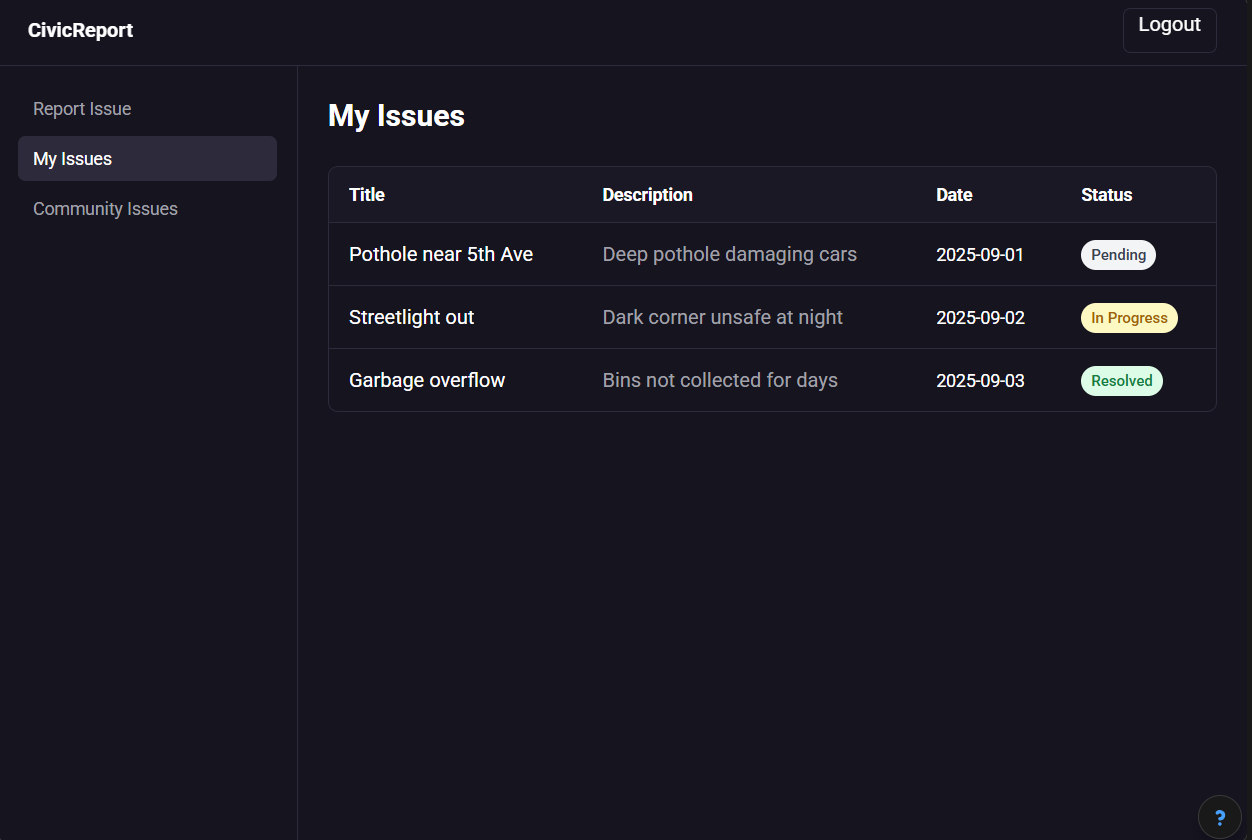 CivicReport
Logout
Report Issue
My Issues
Community Issues
My Issues
Title Description Date Status
Pothole near 5th Ave Deep pothole damaging cars 2025-09-01 Pending
Streetlight out Dark corner unsafe at night 2025-09-02 In Progress
Garbage overflow Bins not collected for days 2025-09-03 Resolved
?